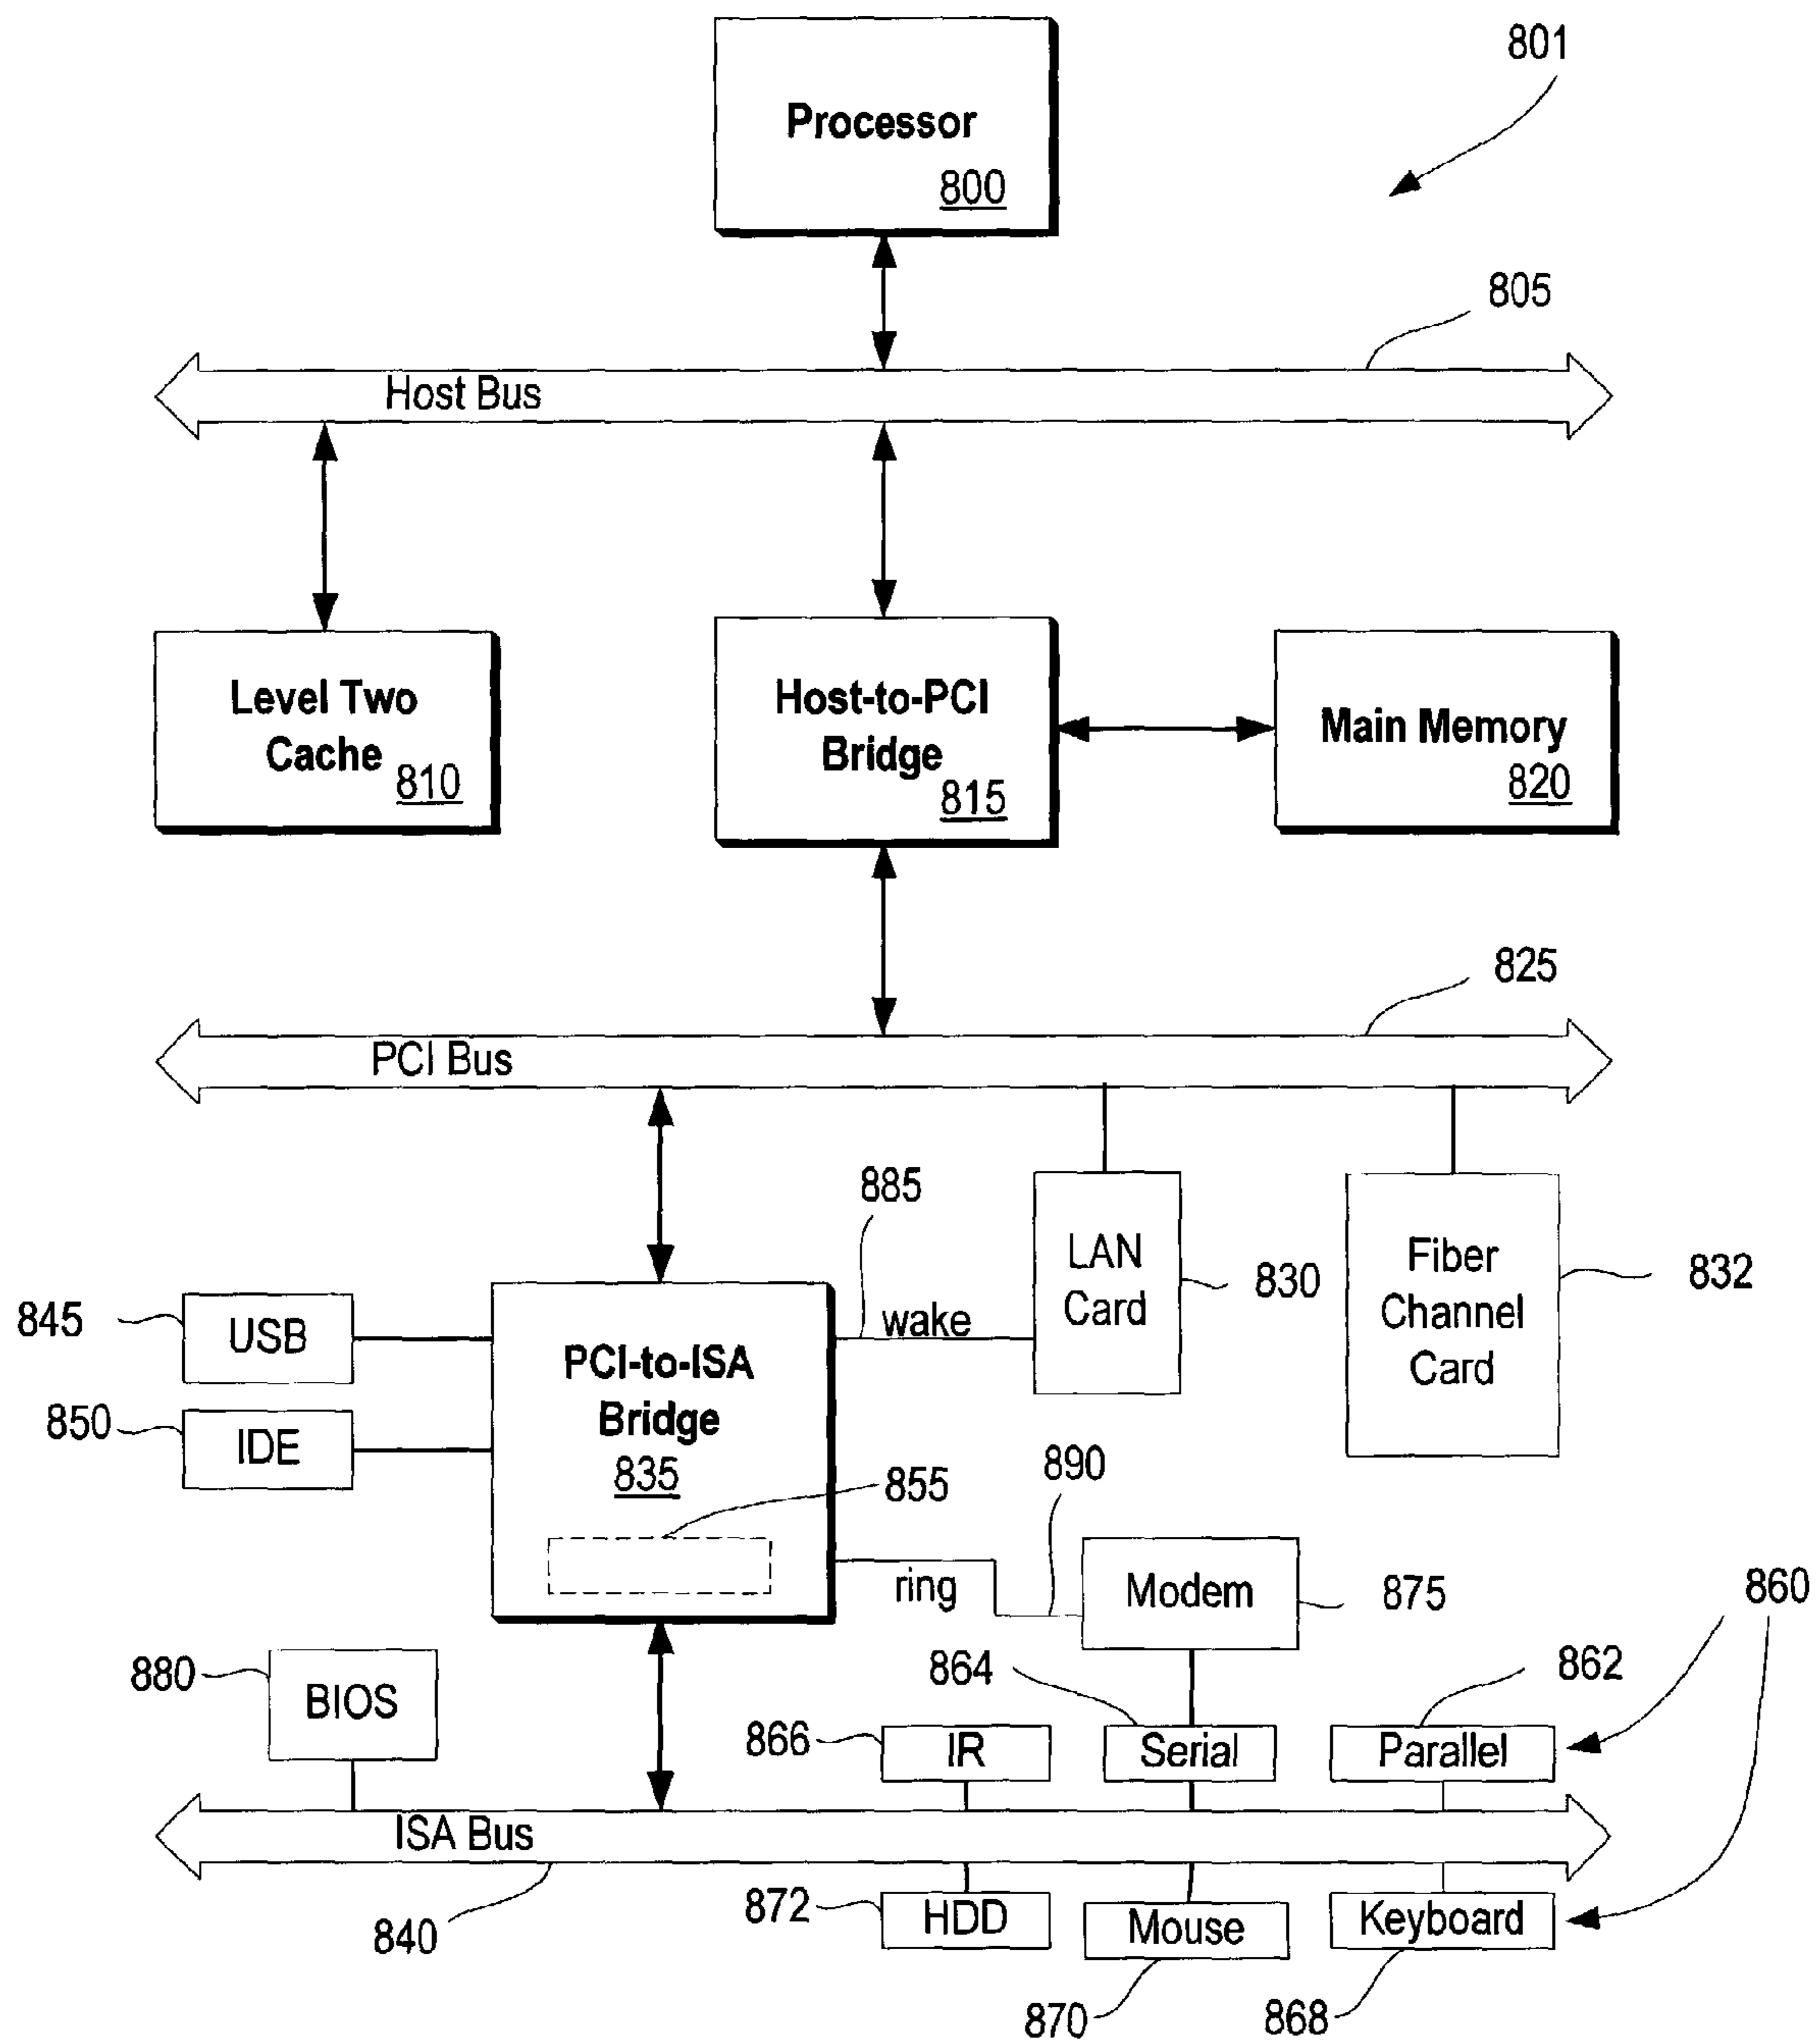 801
Processor
800
805
Host Bus
Level Two
Cache
810
Host-to-PCI
Bridge
815
Main Memory
820
825
PCI Bus
885
LAN
Card
830
Fiber
Channel
Card
832
845
USB
wake
PCI-to-ISA
Bridge
835
850
IDE
855
890
ring
Modem
875
860
880
BIOS
864
862
866
IR
Serial
Parallel
ISA Bus
840
872
HDD
Mouse
Keyboard
870
868